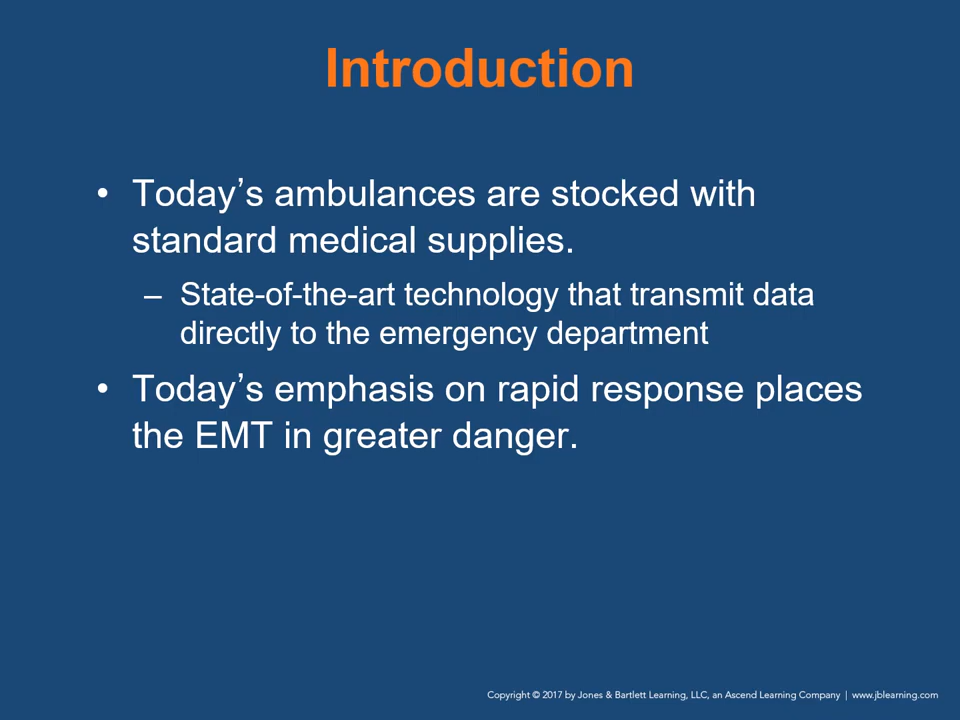 Introduction
• Today’s ambulances are stocked with
standard medical supplies.
– State-of-the-art technology that transmit data
directly to the emergency department
• Today’s emphasis on rapid response places
the EMT in greater danger.
Copyright © 2017 by Jones & Bartlett Learning, LLC, an Ascend Learning Company | www.jblearning.com